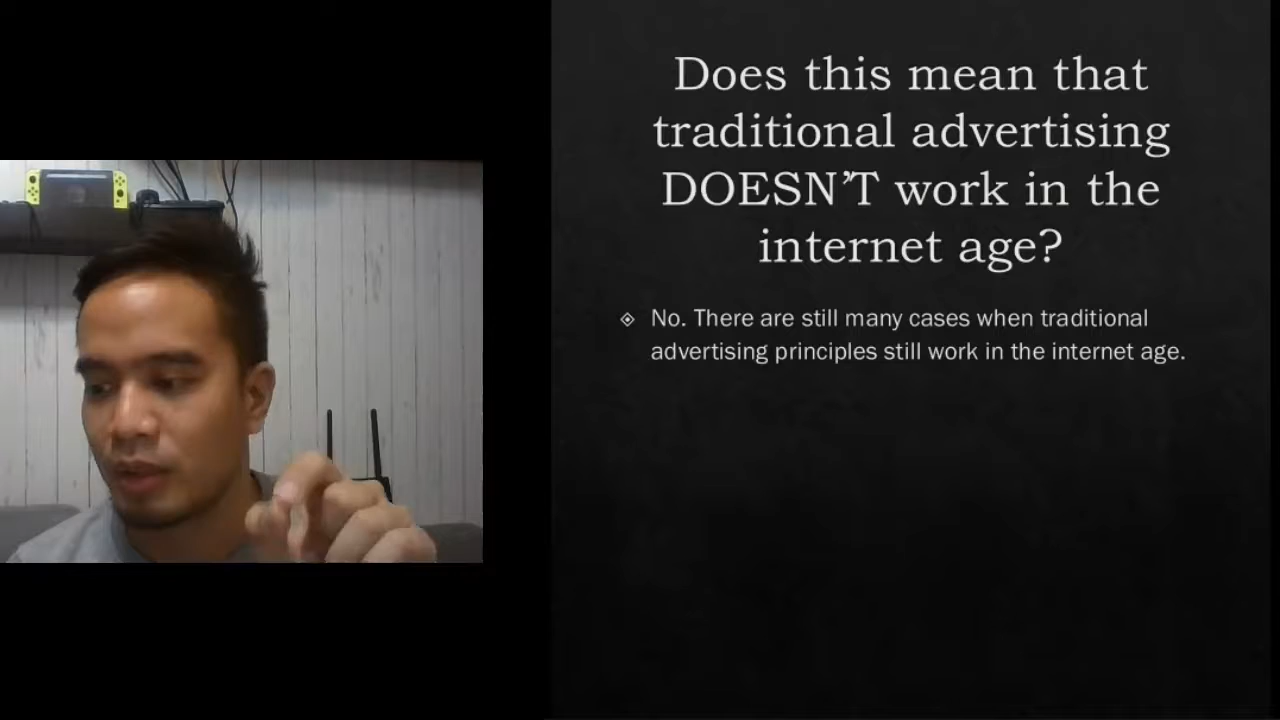 Does this mean that
traditional advertising
DOESN’T work in the
internet age?
No. There are still many cases when traditional
advertising principles still work in the internet age.